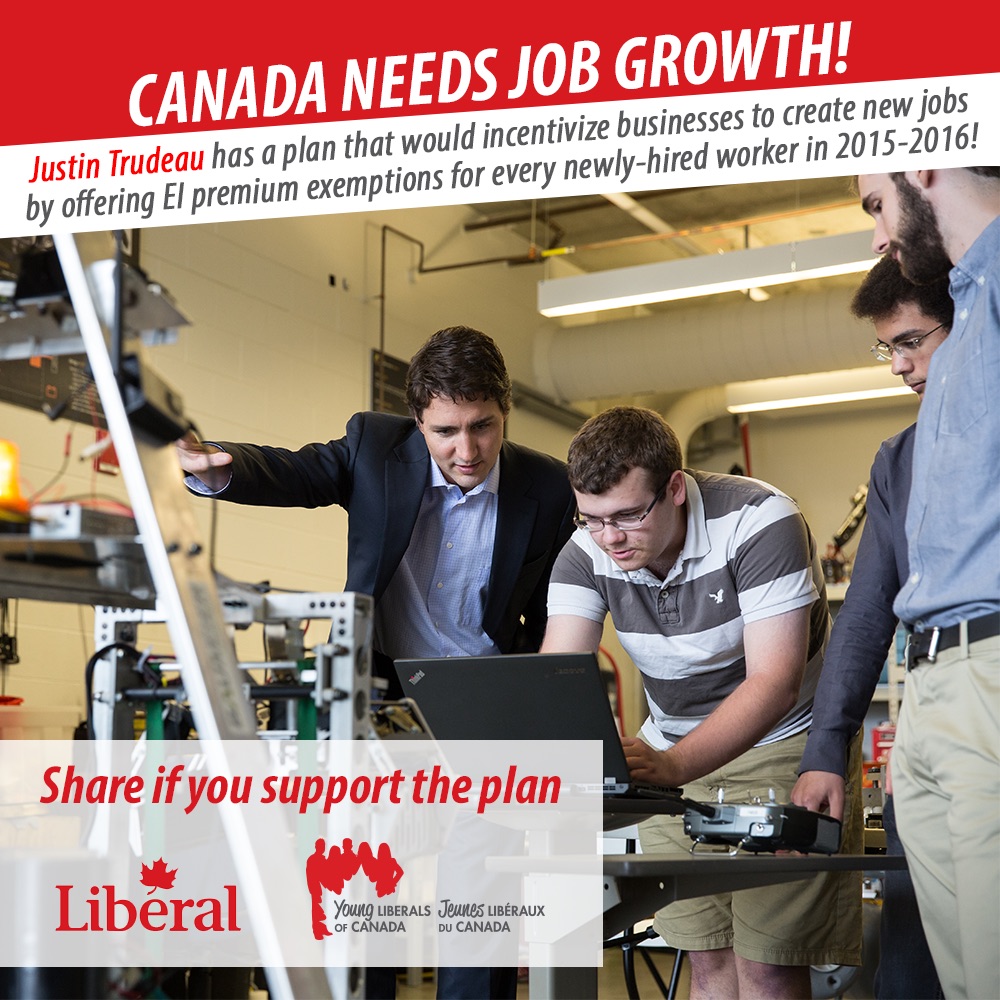 CANADA NEEDS JOB GROWTH!
Justin Trudeau has a plan that would incentivize businesses to create new jobs
by offering EI premium exemptions for every newly-hired worker in 2015-2016!
ThinkPad
lenovo
Share if you support the plan
Liberal
Young LIBERALS
OF CANADA
Jeunes LIBÉRAUX
DU CANADA